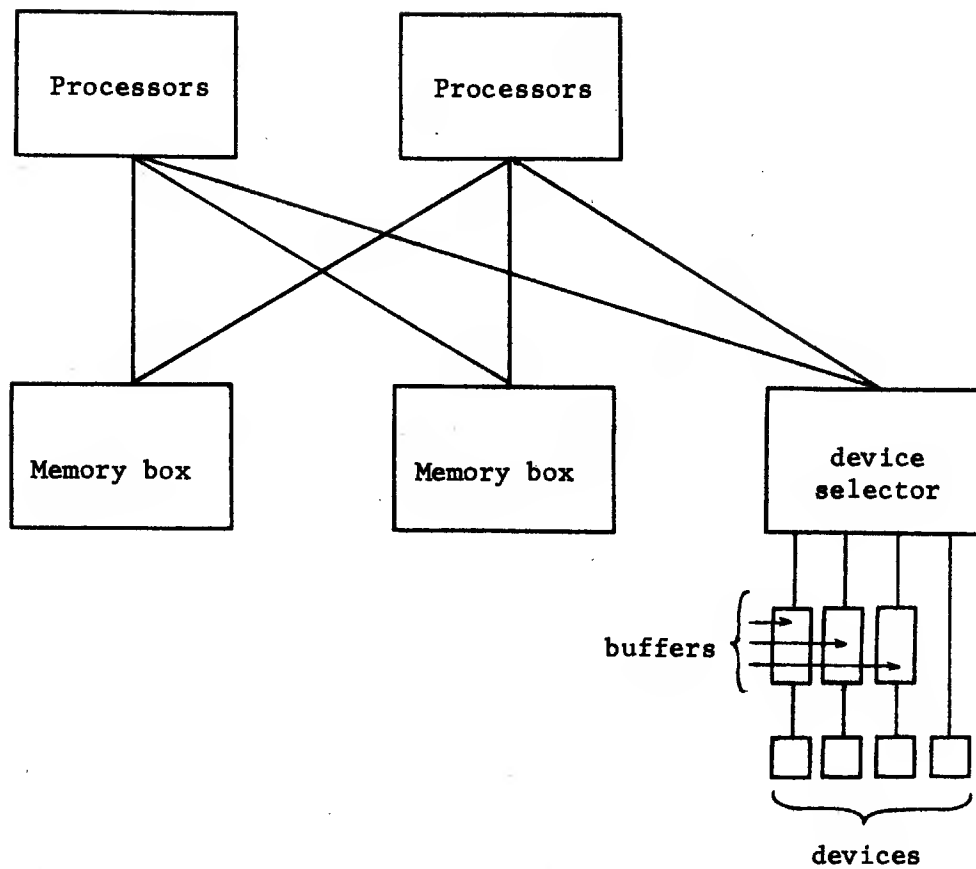 Processors
Processors
Memory box
Memory box
device
selector
buffers
devices